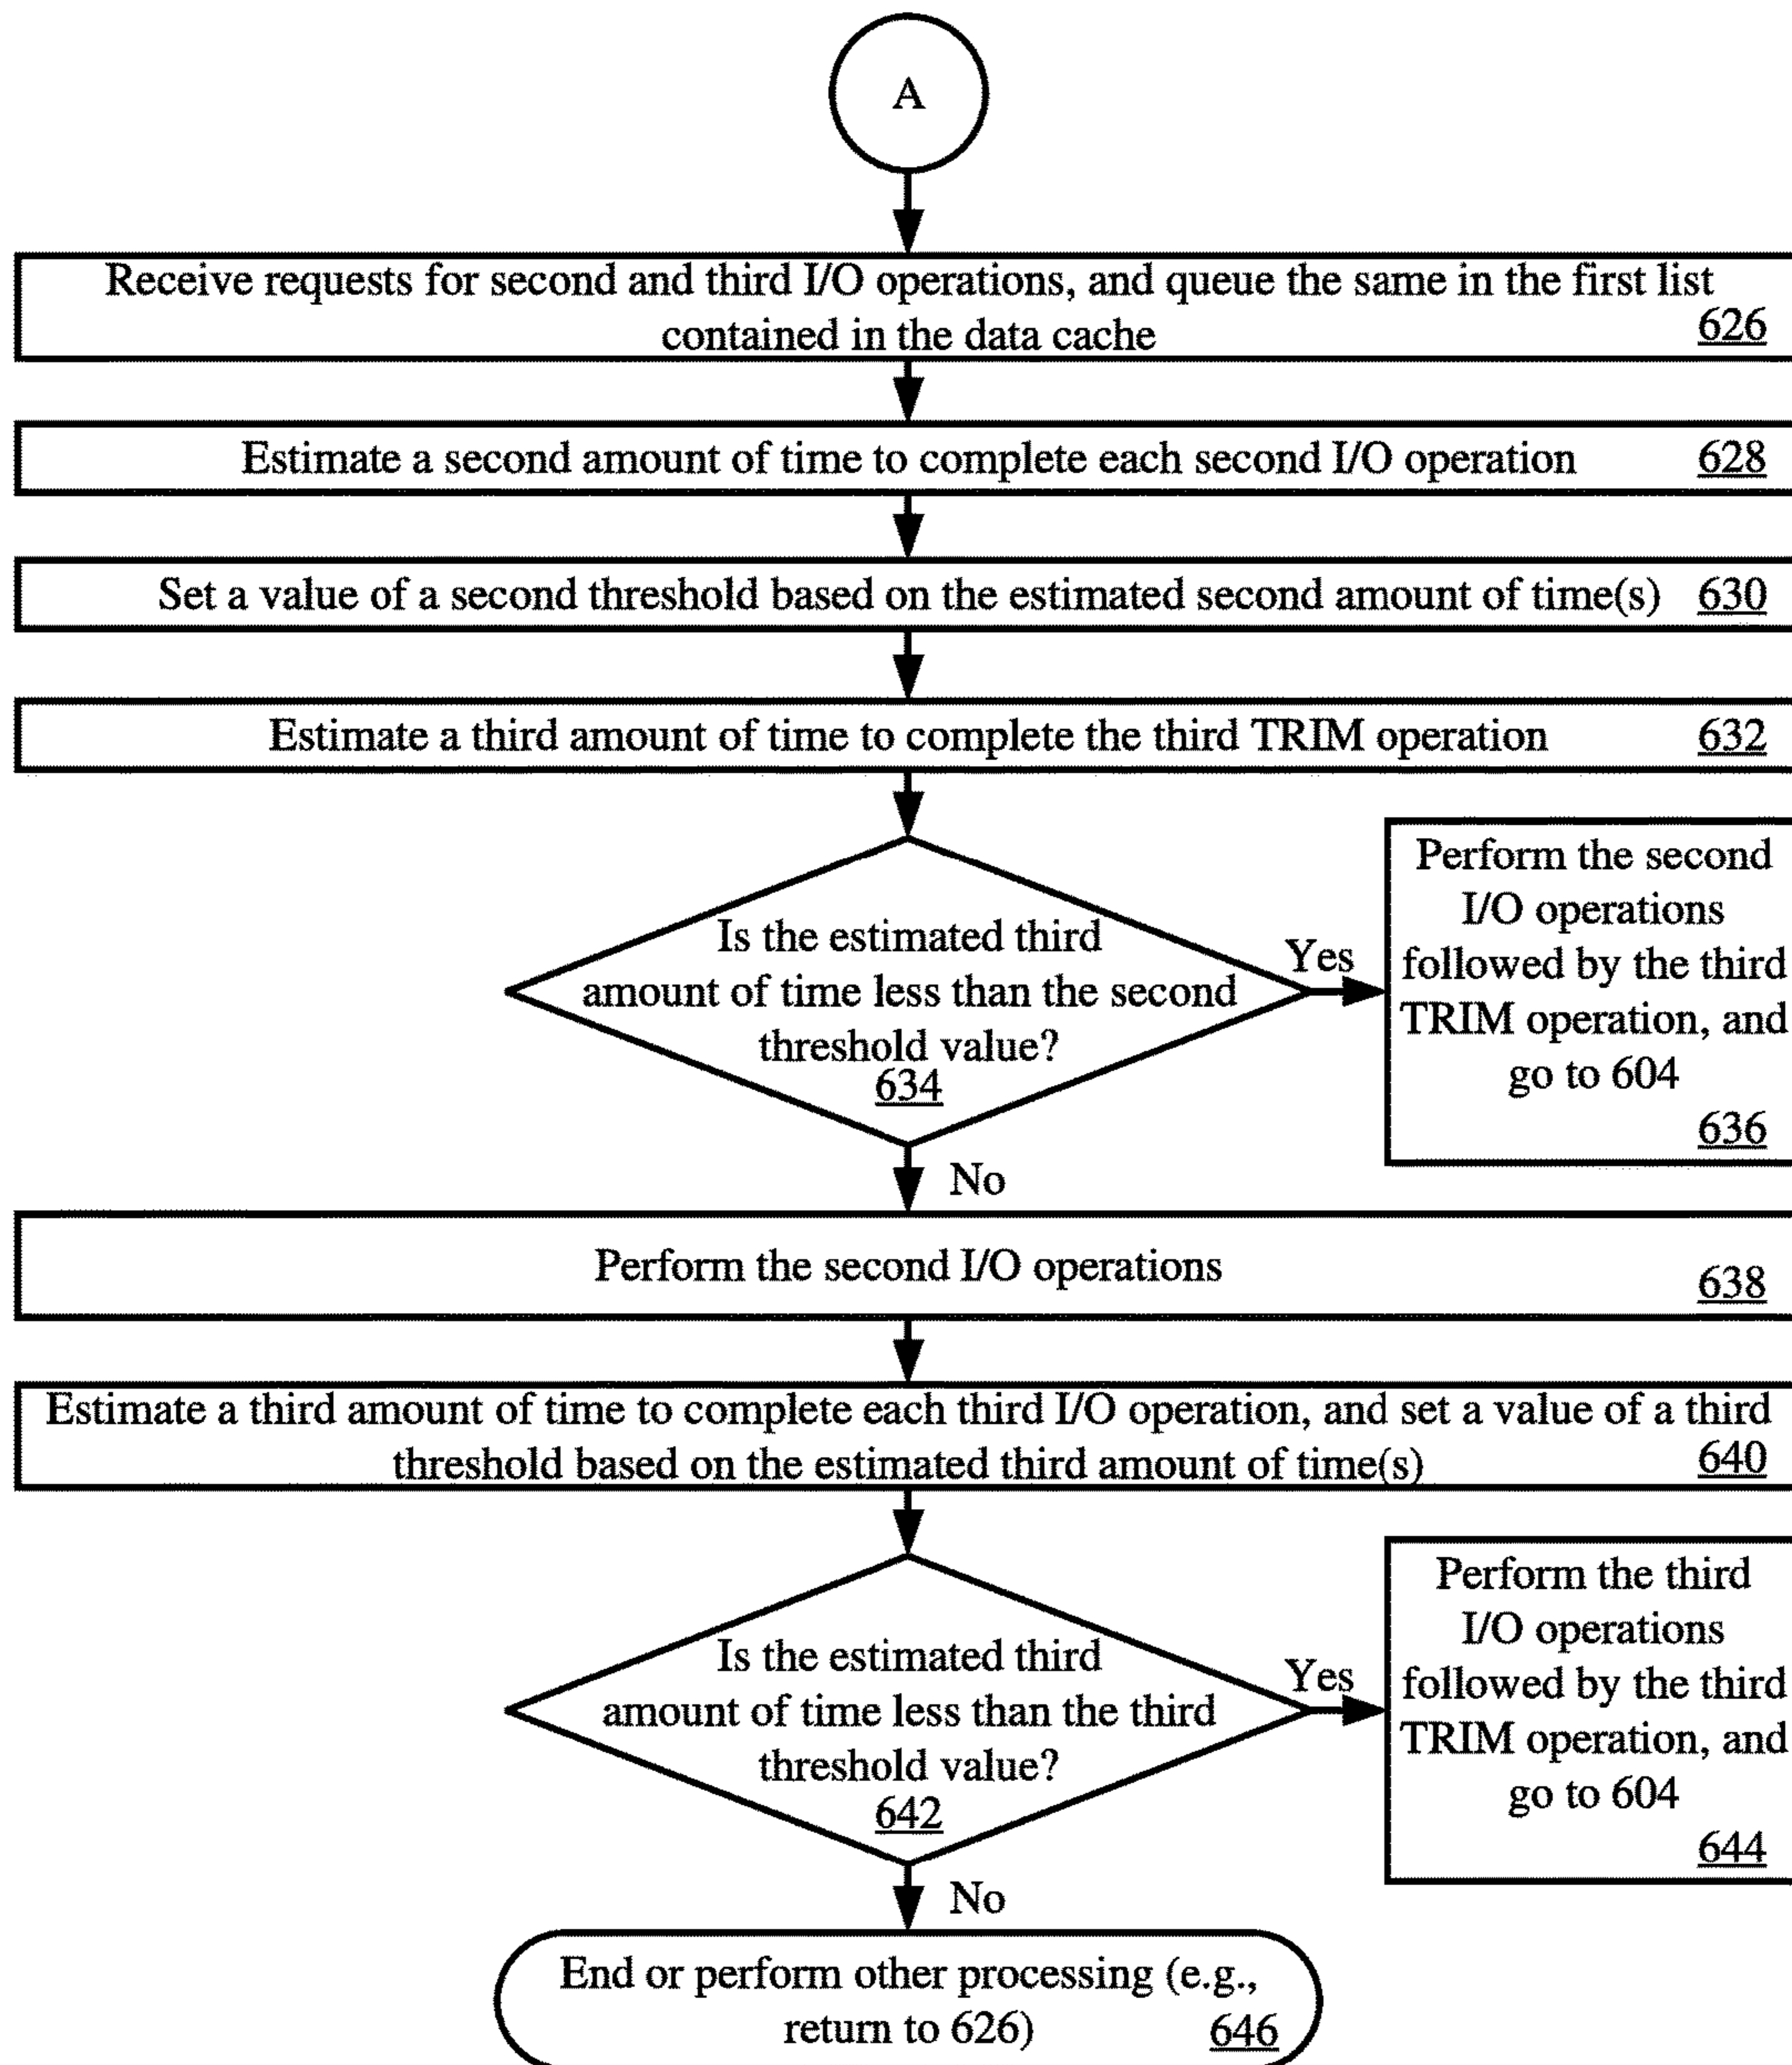 A
Receive requests for second and third I/O operations, and queue the same in the first list
contained in the data cache
626
Estimate a second amount of time to complete each second I/O operation 628
Set a value of a second threshold based on the estimated second amount of time(s) 630
Estimate a third amount of time to complete the third TRIM operation 632
Is the estimated third
amount of time less than the second
threshold value?
634
Yes
Perform the second
I/O operations
followed by the third
TRIM operation, and
go to 604
636
No
Perform the second I/O operations
638
Estimate a third amount of time to complete each third I/O operation, and set a value of a third
threshold based on the estimated third amount of time(s) 640
Is the estimated third
amount of time less than the third
threshold value?
642
Yes
Perform the third
I/O operations
followed by the third
TRIM operation, and
go to 604
644
No
End or perform other processing (e.g.,
return to 626) 646